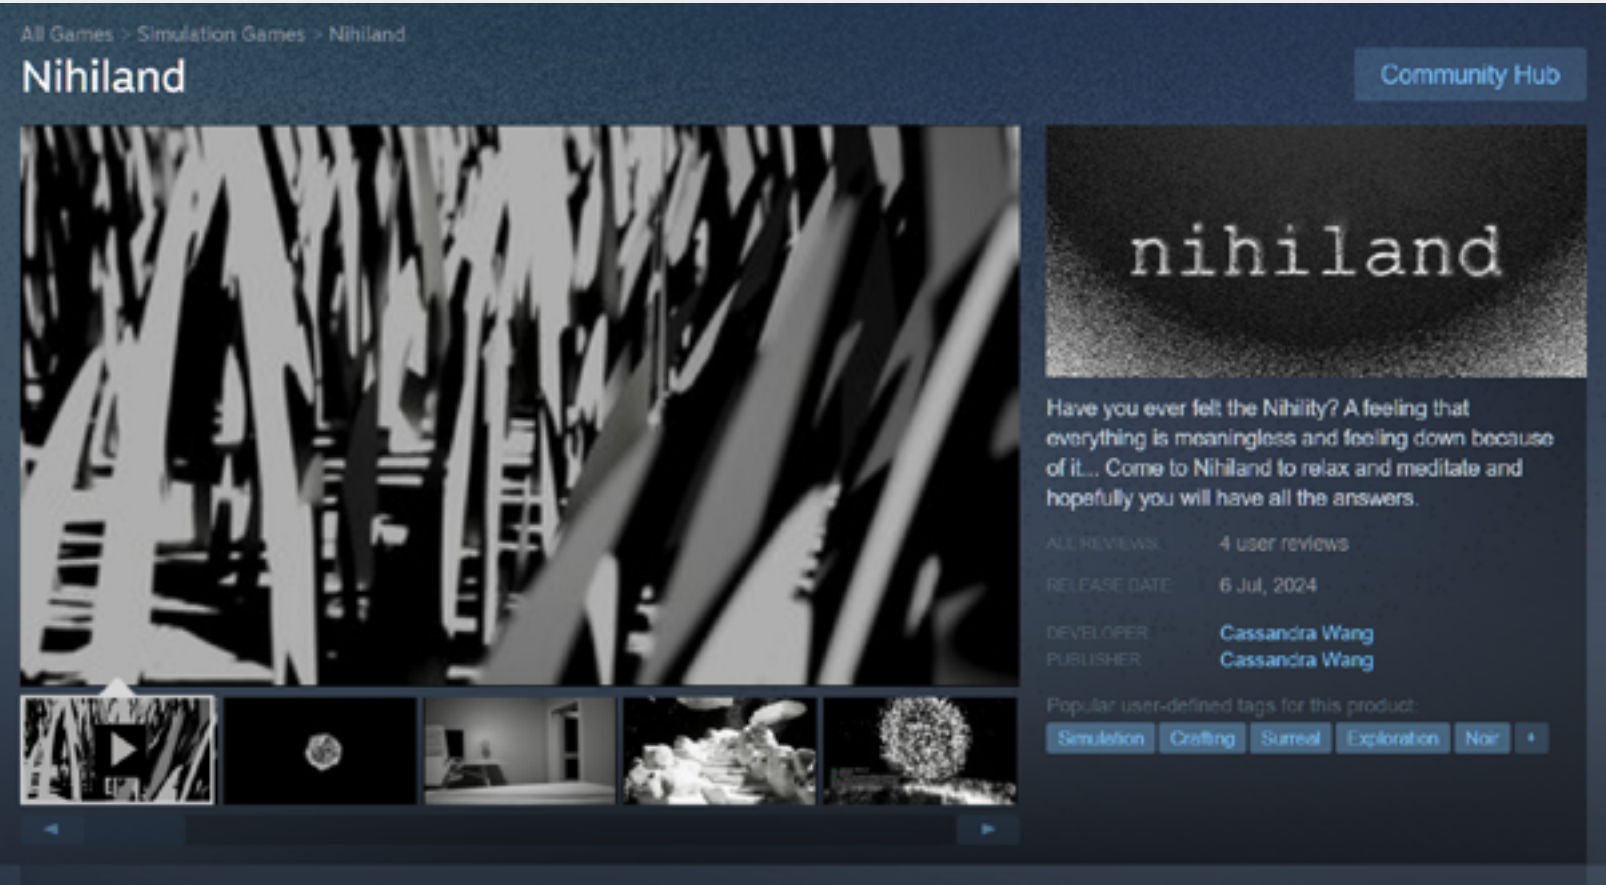 All Games > Simulation Games > Nihiland
Nihiland
Community Hub
nihiland
Have you ever felt the Nihility? A feeling that
everything is meaningless and feeling down because
of it... Come to Nihiland to relax and meditate and
hopefully you will have all the answers.
ALL REVIEWS: 4 user reviews
RELEASE DATE: 6 Jul, 2024
DEVELOPER: Cassandra Wang
PUBLISHER: Cassandra Wang
Popular user-defined tags for this product:
Simulation Crafting Surreal Exploration Noir +